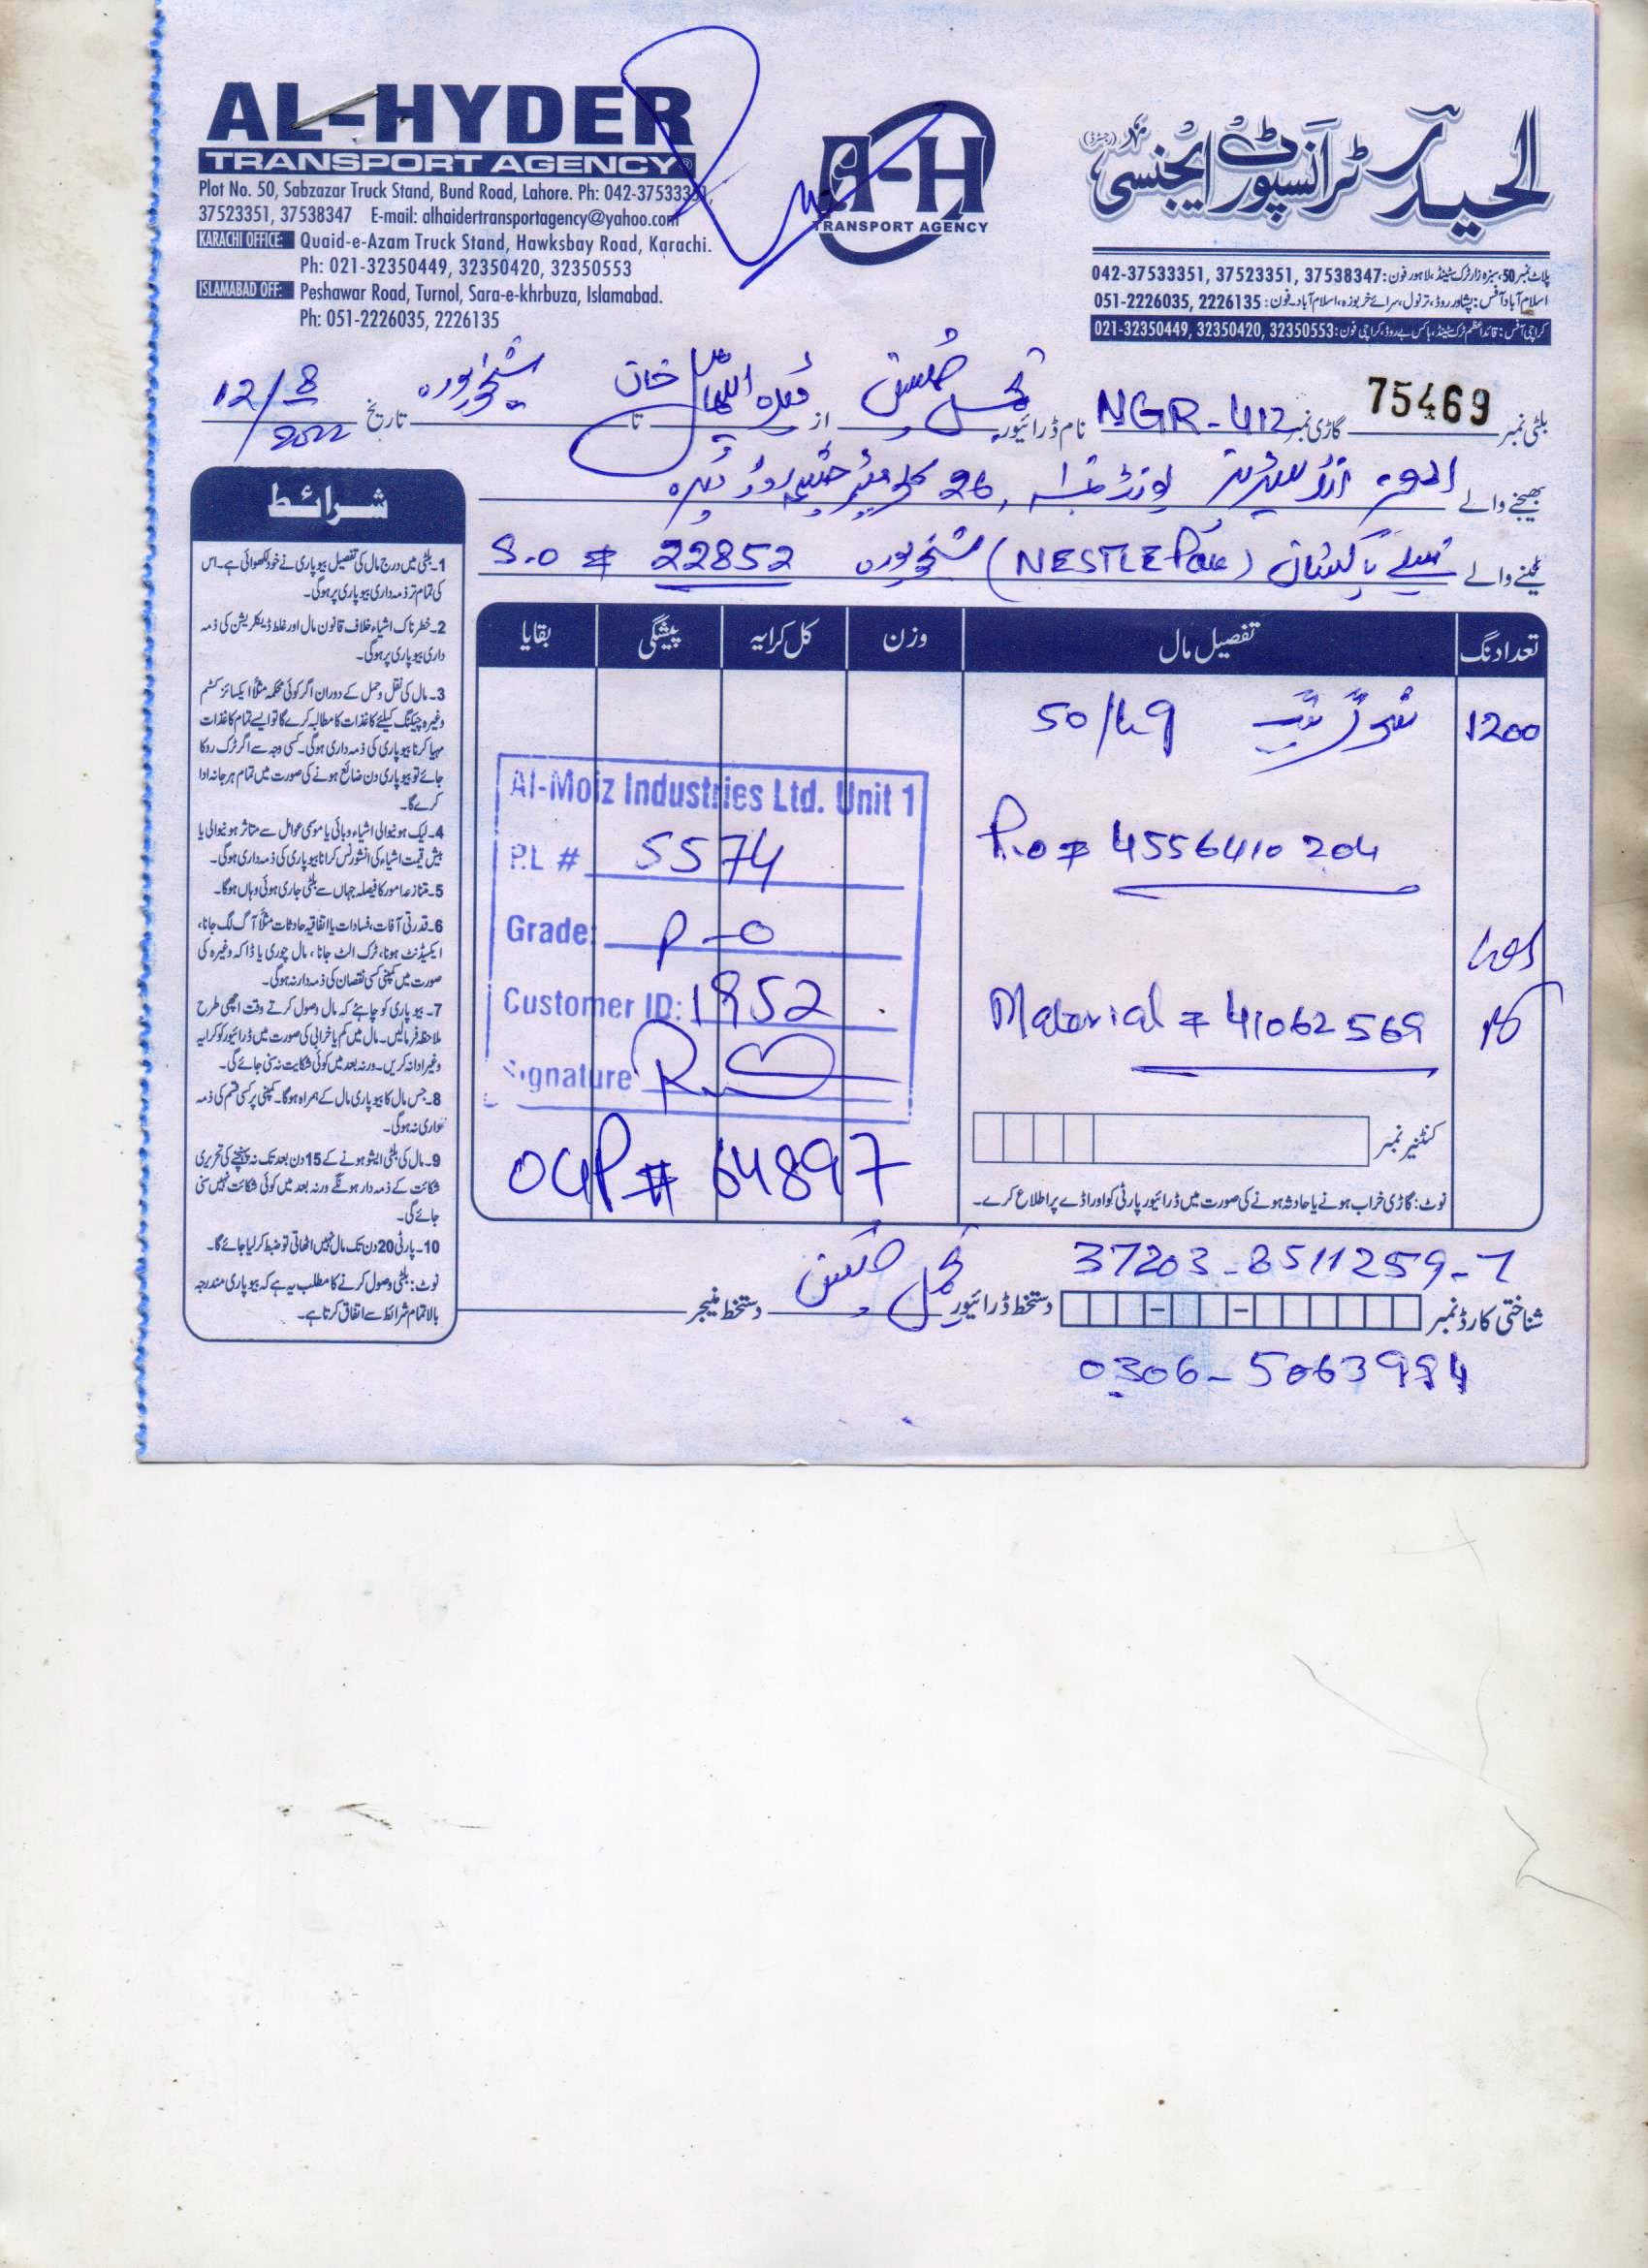 AL-HYDER
TRANSPORT AGENCY®
Plot No. 50, Sabzazar Truck Stand, Bund Road, Lahore. Ph: 042-37533351,
37523351, 37538347 E-mail: alhaidertransportagency@yahoo.com
KARACHI OFFICE: Quaid-e-Azam Truck Stand, Hawksbay Road, Karachi.
Ph: 021-32350449, 32350420, 32350553
ISLAMABAD OFF: Peshawar Road, Turnol, Sara-e-khrbuza, Islamabad.
Ph: 051-2226035, 2226135
A-H
TRANSPORT AGENCY
الحیدر ٹرانسپورٹ ایجنسی (رجسٹرڈ)
پلاٹ نمبر 50، سبزہ زار ٹرک سٹینڈ، لاہور فون: 042-37533351, 37523351, 37538347
اسلام آباد آفس: پشاور روڈ، ترنول، سرائے خربوزہ، اسلام آباد۔ فون: 051-2226035, 2226135
کراچی آفس: قائد اعظم ٹرک سٹینڈ، ہاکس بے روڈ، کراچی فون: 021-32350449, 32350420, 32350553
بلٹی نمبر 75469 گاڑی نمبر NGR-412 نام ڈرائیور از ڈیرہ اسماعیل خان تا شیخوپورہ تاریخ 12/8/2022
بھیجنے والے المعز انڈسٹریز لمیٹڈ 26 کلومیٹر روڈ ڈیرہ
لینے والے نیسلے پاکستان (NESTLE Pak) شیخوپورہ S.O # 22852
تعداد نگ تفصیل مال وزن کل کرایہ پیشگی بقایا
1200 50/kg
P.O # 4556410204
Material # 41062569
Al-Moiz Industries Ltd. Unit 1
P.L # 5574
Grade: P-O
Customer ID: 1952
Signature
OGP # 64897
کنٹینر نمبر
نوٹ: گاڑی خراب ہونے یا حادثہ ہونے کی صورت میں ڈرائیور پارٹی کو اور اڈے پر اطلاع کرے۔
37203-8511259-7
شناختی کارڈ نمبر دستخط ڈرائیور دستخط منیجر
شرائط
1۔ بلٹی میں درج مال کی تفصیل بیوپاری نے خود لکھوائی ہے۔ اس
کی تمام تر ذمہ داری بیوپاری پر ہوگی۔
2۔ خطرناک اشیاء خلاف قانون مال اور غلط ڈیکلریشن کی ذمہ
داری بیوپاری پر ہوگی۔
3۔ مال کی نقل و حمل کے دوران اگر کوئی محکمہ مثلاً ایکسائز کسٹم
وغیرہ چیکنگ کیلئے کاغذات کا مطالبہ کرے گا تو ایسے تمام کاغذات
مہیا کرنا بیوپاری کی ذمہ داری ہوگی۔ کسی وجہ سے اگر ٹرک روکا
جائے تو بیوپاری دن ضائع ہونے کی صورت میں تمام ہرجانہ ادا
کرے گا۔
4۔ لیک ہونیوالی اشیاء وبائی یا موسمی عوامل سے متاثر ہونیوالی یا
بیش قیمت اشیاء کی انشورنس کرانا بیوپاری کی ذمہ داری ہوگی۔
5۔ متنازعہ امور کا فیصلہ جہاں سے بلٹی جاری ہوئی وہاں ہوگا۔
6۔ قدرتی آفات، فسادات یا اتفاقیہ حادثات مثلاً آگ لگ جانا،
ایکسیڈنٹ ہونا، ٹرک الٹ جانا، مال چوری یا ڈاکہ وغیرہ کی
صورت میں کمپنی کسی نقصان کی ذمہ دار نہ ہوگی۔
7۔ بیوپاری کو چاہئے کہ مال وصول کرتے وقت اچھی طرح
ملاحظہ فرمالیں۔ مال میں کمی یا خرابی کی صورت میں ڈرائیور کو کرایہ
وغیرہ ادا نہ کریں۔ ورنہ بعد میں کوئی شکایت نہ سنی جائے گی۔
8۔ جس مال کا بیوپاری مال کے ہمراہ ہوگا۔ کمپنی پر کسی قسم کی ذمہ
داری نہ ہوگی۔
9۔ مال کی بلٹی ایشو ہونے کے 15 دن بعد تک نہ پہنچے کی تحریری
شکائت کے ذمہ دار ہونگے ورنہ بعد میں کوئی شکائت نہیں سنی
جائے گی۔
10۔ پارٹی 20 دن تک مال نہیں اٹھاتی تو ضبط کر لیا جائے گا۔
نوٹ: بلٹی وصول کرنے کا مطلب یہ ہے کہ بیوپاری مندرجہ
بالا تمام شرائط سے اتفاق کرتا ہے۔